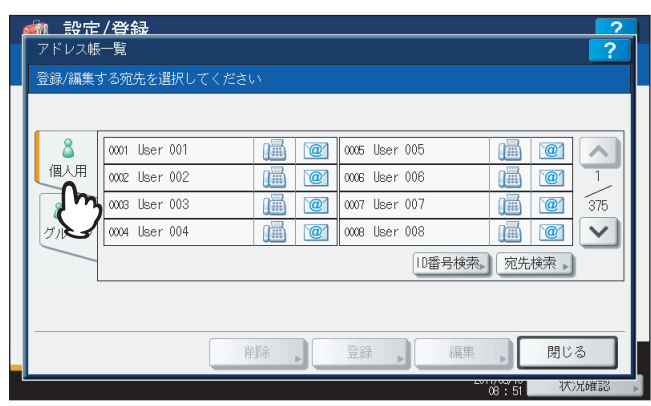 設定/登録
?
アドレス帳一覧
?
登録/編集する宛先を選択してください
個人用
0001 User 001
0005 User 005
0002 User 002
0006 User 006
1
0003 User 003
0007 User 007
375
0004 User 004
0008 User 008
ID番号検索
宛先検索
削除
登録
編集
閉じる
08:51
状況確認